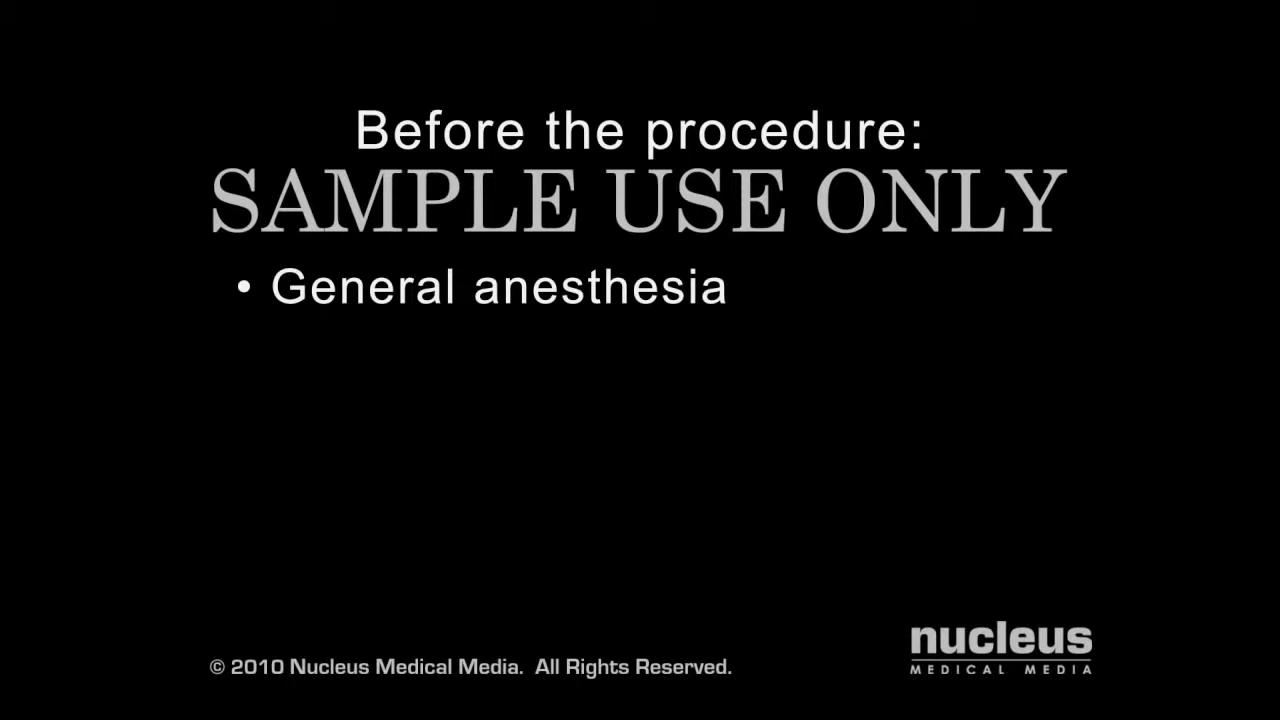 Before the procedure:
SAMPLE USE ONLY
• General anesthesia
nucleus
MEDICAL MEDIA
© 2010 Nucleus Medical Media. All Rights Reserved.